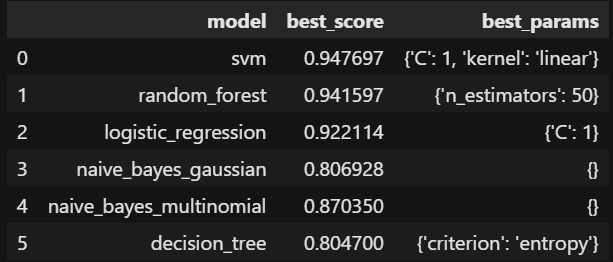 model best_score best_params
0 svm 0.947697 {'C': 1, 'kernel': 'linear'}
1 random_forest 0.941597 {'n_estimators': 50}
2 logistic_regression 0.922114 {'C': 1}
3 naive_bayes_gaussian 0.806928 {}
4 naive_bayes_multinomial 0.870350 {}
5 decision_tree 0.804700 {'criterion': 'entropy'}